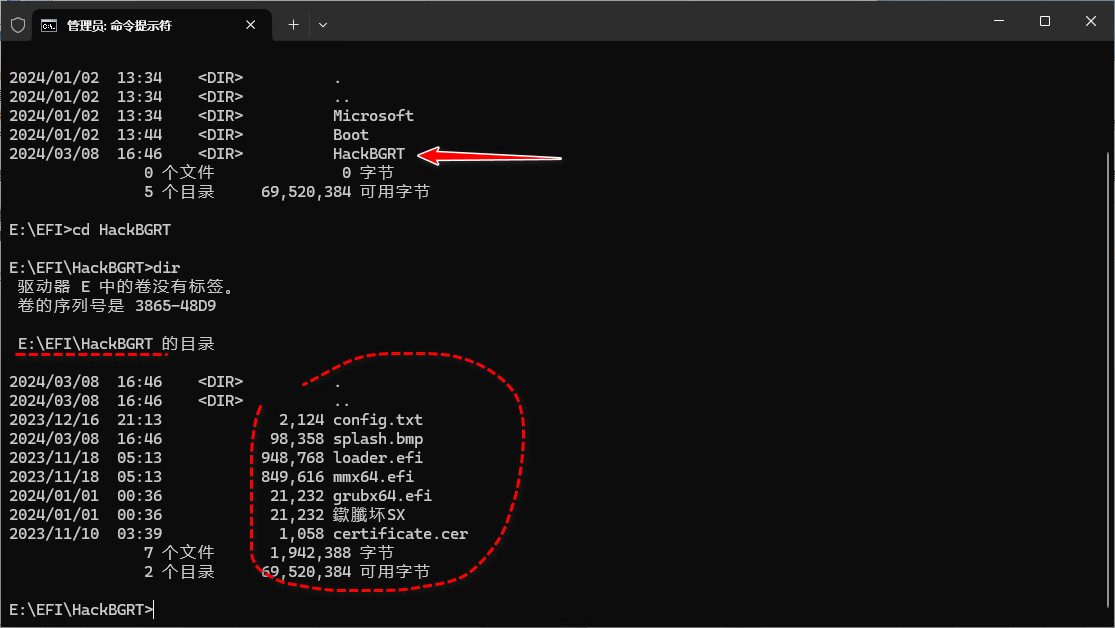 管理员: 命令提示符
2024/01/02  13:34    <DIR>          .
2024/01/02  13:34    <DIR>          ..
2024/01/02  13:34    <DIR>          Microsoft
2024/01/02  13:44    <DIR>          Boot
2024/03/08  16:46    <DIR>          HackBGRT
               0 个文件              0 字节
               5 个目录     69,520,384 可用字节
E:\EFI>cd HackBGRT
E:\EFI\HackBGRT>dir
 驱动器 E 中的卷没有标签。
 卷的序列号是 3865-48D9
 E:\EFI\HackBGRT 的目录
2024/03/08  16:46    <DIR>          .
2024/03/08  16:46    <DIR>          ..
2023/12/16  21:13             2,124 config.txt
2024/03/08  16:46            98,358 splash.bmp
2023/11/18  05:13           948,768 loader.efi
2023/11/18  05:13           849,616 mmx64.efi
2024/01/01  00:36            21,232 grubx64.efi
2024/01/01  00:36            21,232 鐓臘坏SX
2023/11/10  03:39             1,058 certificate.cer
               7 个文件      1,942,388 字节
               2 个目录     69,520,384 可用字节
E:\EFI\HackBGRT>